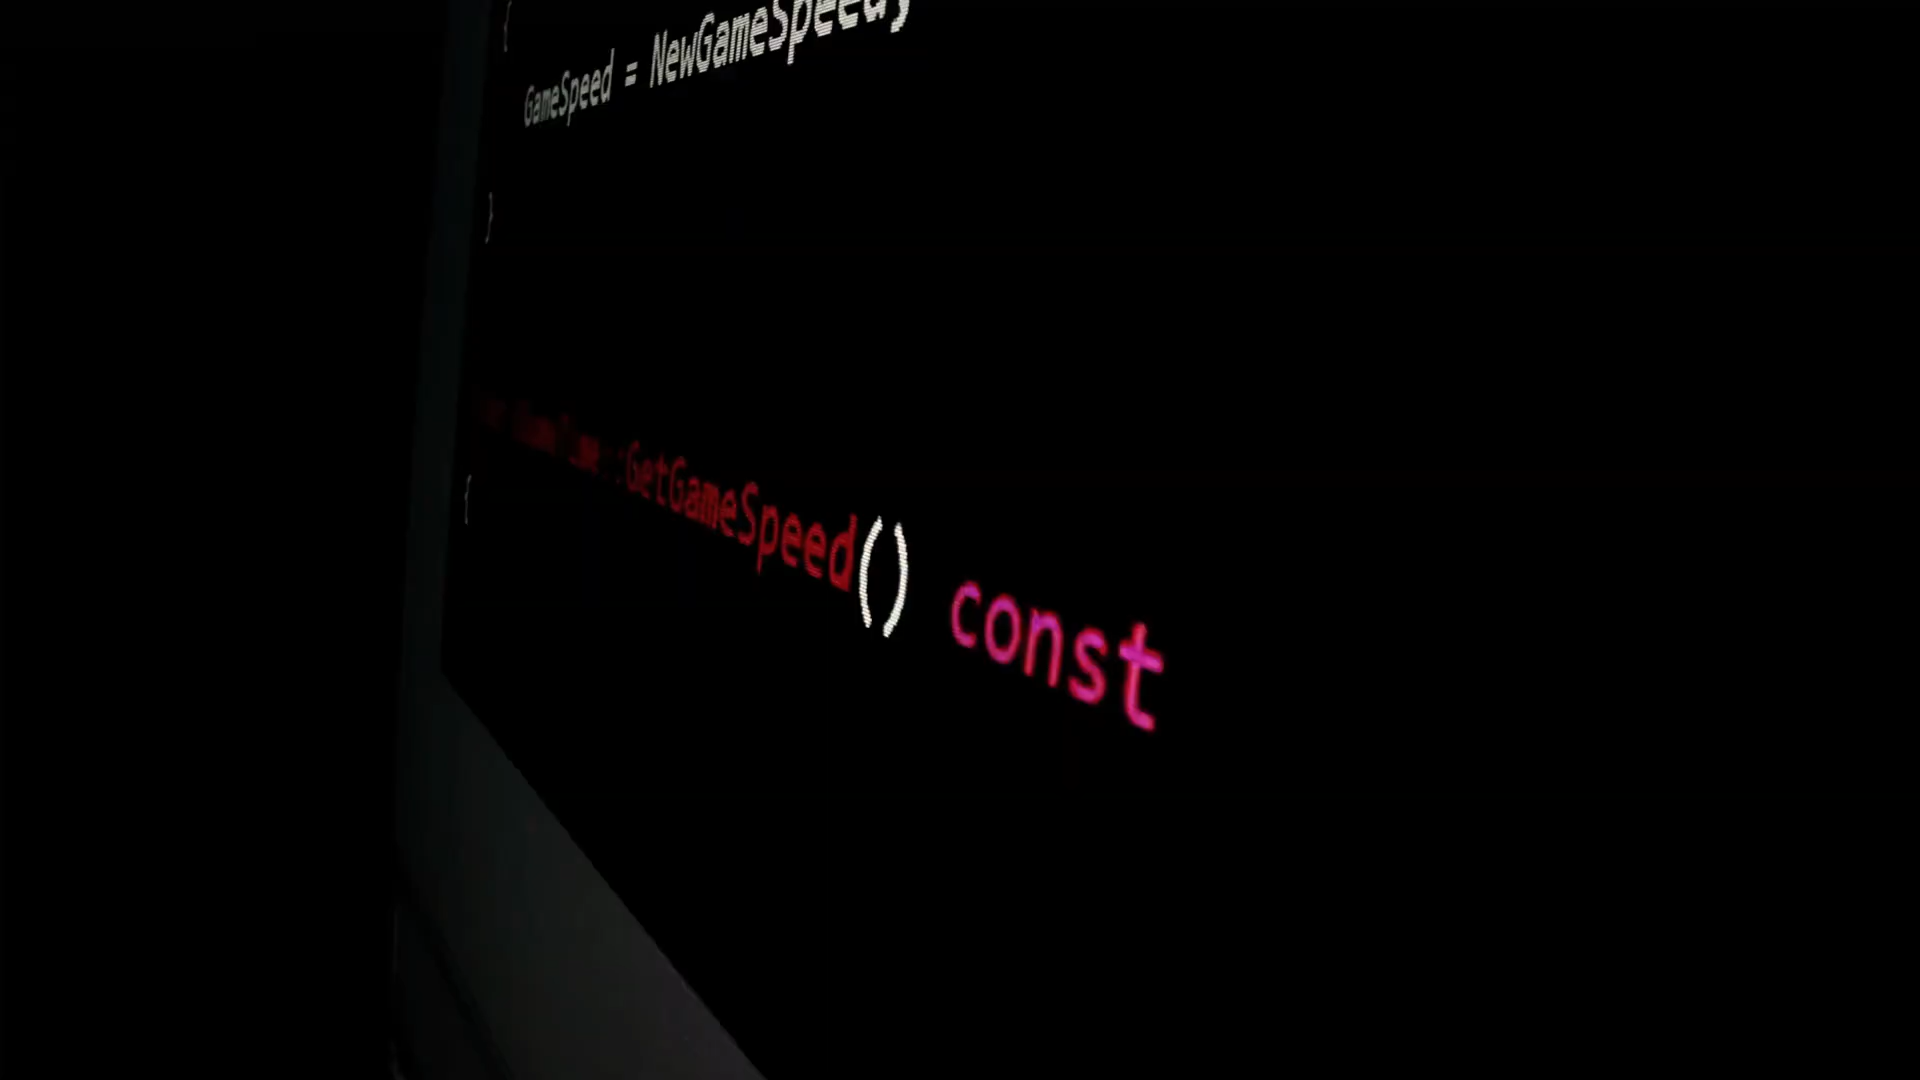 {
GameSpeed = NewGameSpeed;
}
::GetGameSpeed() const
{